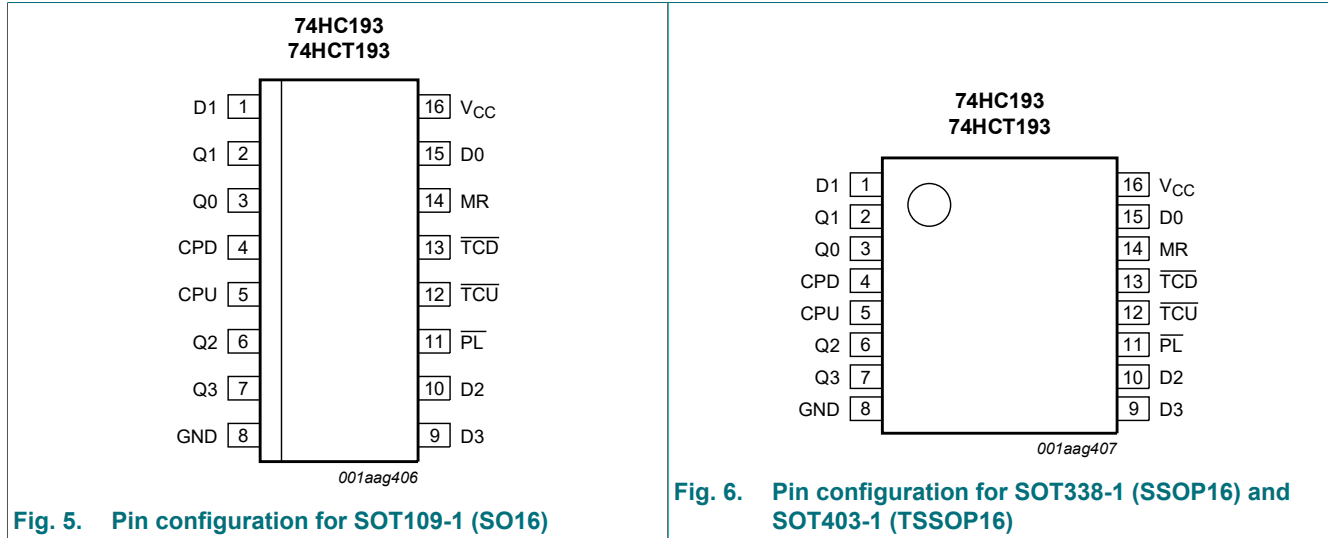 74HC193
74HCT193
D1 1 16 VCC
Q1 2 15 D0
Q0 3 14 MR
CPD 4 13 TCD
CPU 5 12 TCU
Q2 6 11 PL
Q3 7 10 D2
GND 8 9 D3
001aag406
Fig. 5. Pin configuration for SOT109-1 (SO16)
74HC193
74HCT193
D1 1 16 VCC
Q1 2 15 D0
Q0 3 14 MR
CPD 4 13 TCD
CPU 5 12 TCU
Q2 6 11 PL
Q3 7 10 D2
GND 8 9 D3
001aag407
Fig. 6. Pin configuration for SOT338-1 (SSOP16) and
SOT403-1 (TSSOP16)